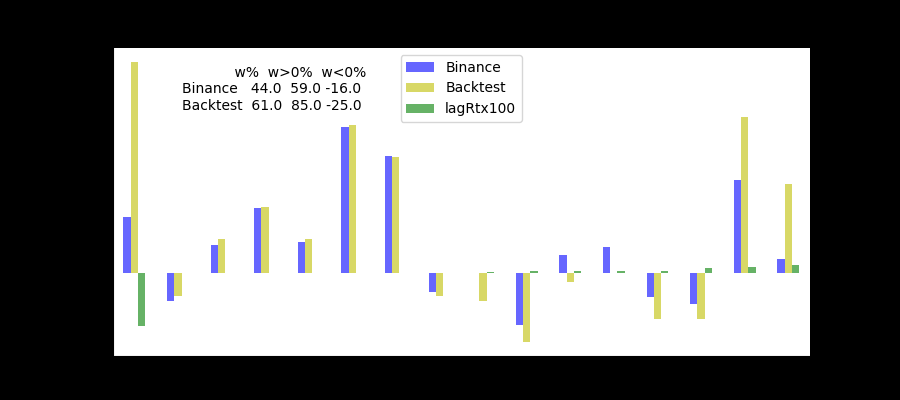 w%  w>0%  w<0%
Binance   44.0  59.0 -16.0
Backtest  61.0  85.0 -25.0
Binance
Backtest
lagRtx100